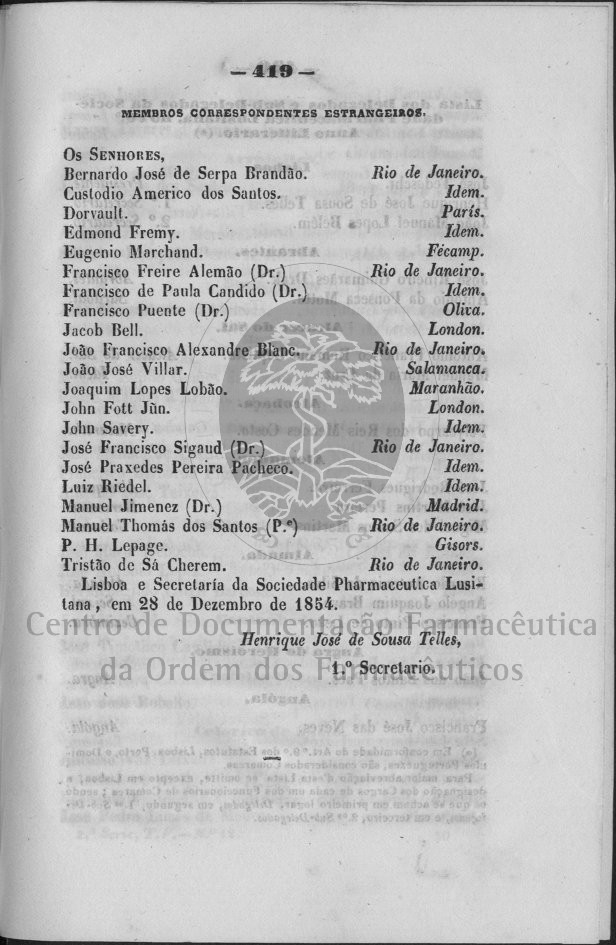 — 419 —
MEMBROS CORRESPONDENTES ESTRANGEIROS.
Os Senhores,
Bernardo José de Serpa Brandão. Rio de Janeiro.
Custodio Americo dos Santos. Idem.
Dorvault. París.
Edmond Fremy. Idem.
Eugenio Marchand. Fécamp.
Francisco Freire Alemão (Dr.) Rio de Janeiro.
Francisco de Paula Candido (Dr.) Idem.
Francisco Puente (Dr.) Oliva.
Jacob Bell. London.
João Francisco Alexandre Blanc. Rio de Janeiro.
João José Villar. Salamanca.
Joaquim Lopes Lobão. Maranhão.
John Fott Jùn. London.
John Savery. Idem.
José Francisco Sigaud (Dr.) Rio de Janeiro.
José Praxedes Pereira Pacheco. Idem.
Luiz Riedel. Idem.
Manuel Jimenez (Dr.) Madrid.
Manuel Thomás dos Santos (P.e) Rio de Janeiro.
P. H. Lepage. Gisors.
Tristão de Sá Cherem. Rio de Janeiro.
Lisboa e Secretaría da Sociedade Pharmaceutica Lusi-
tana, em 28 de Dezembro de 1854.
Centro de Documentação Farmacêutica
Henrique José de Sousa Telles,
da Ordem dos Farmacêuticos
1.º Secretario.